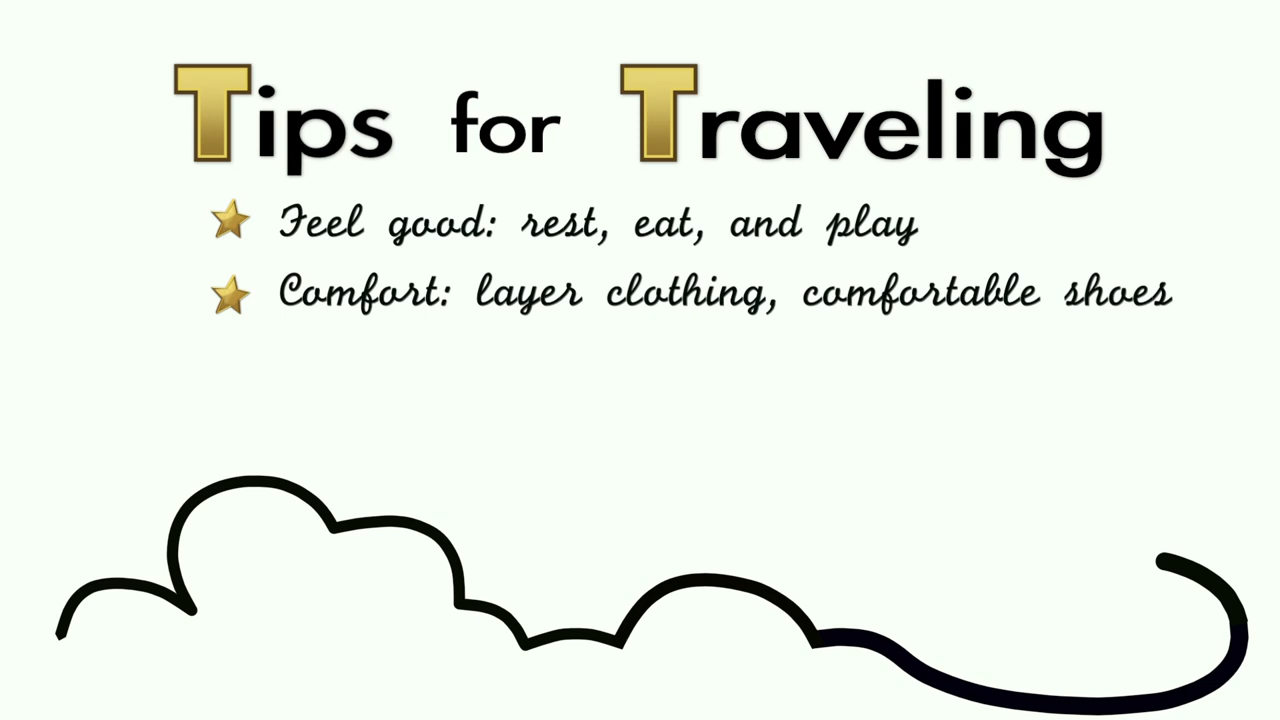 Tips for Traveling
Feel good: rest, eat, and play
Comfort: layer clothing, comfortable shoes